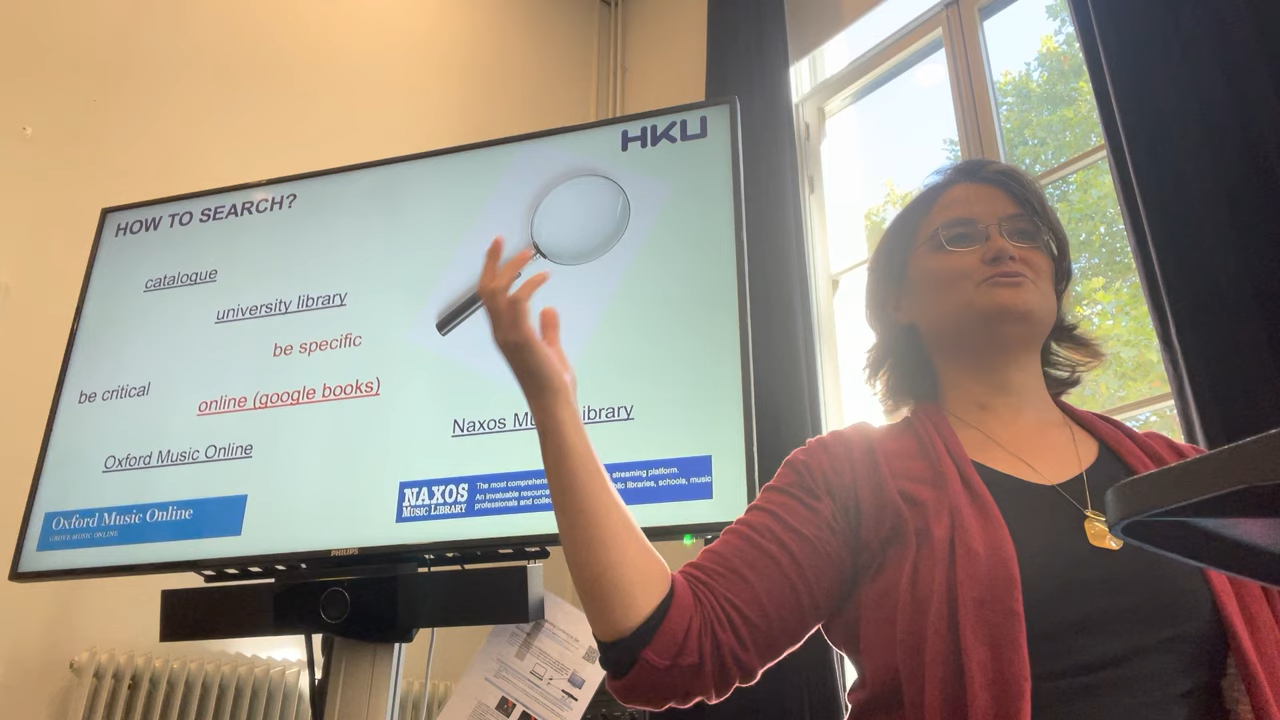 HKU
HOW TO SEARCH?
catalogue
university library
be specific
be critical
online (google books)
Naxos Mu Library
Oxford Music Online
NAXOS
MUSIC LIBRARY
The most streaming platform.
An invaluable resource libraries, schools, music
professionals and
Oxford Music Online
GROVE MUSIC ONLINE
PHILIPS